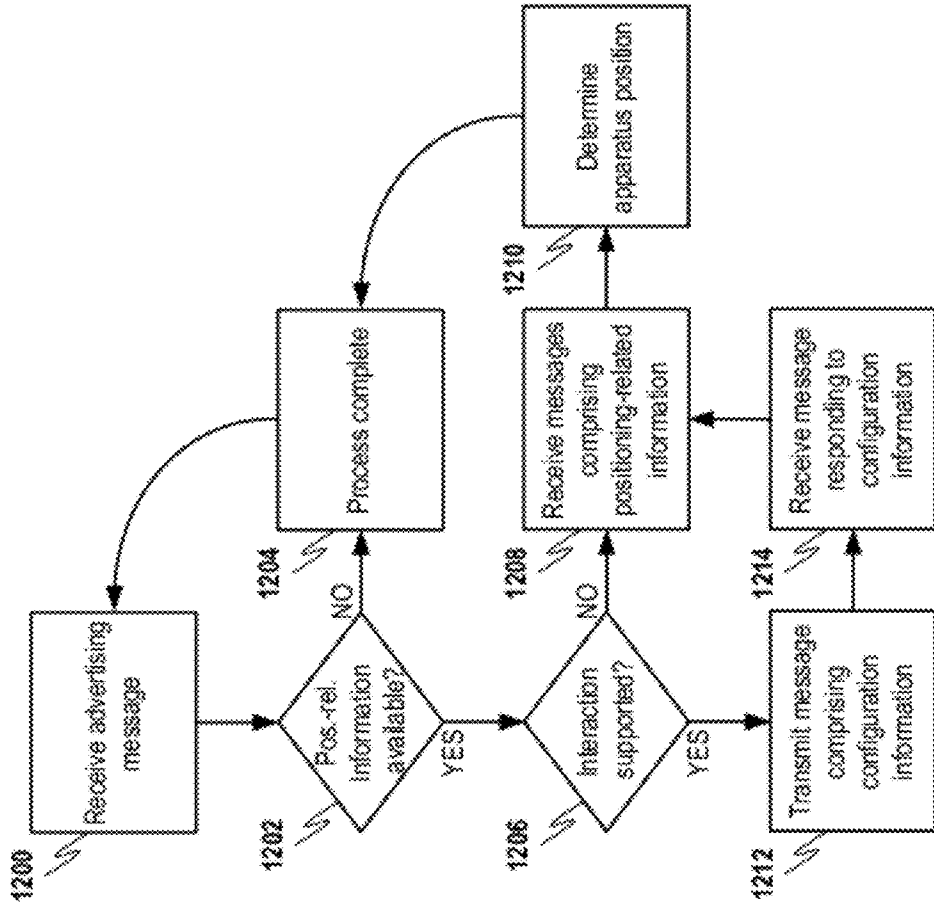 1200
Receive advertising
message
1202
Pos.-rel.
Information
available?
NO
YES
1204
Process complete
1206
Interaction
supported?
NO
YES
1208
Receive messages
comprising
positioning-related
information
1210
Determine
apparatus position
1212
Transmit message
comprising
configuration
information
1214
Receive message
responding to
configuration
information